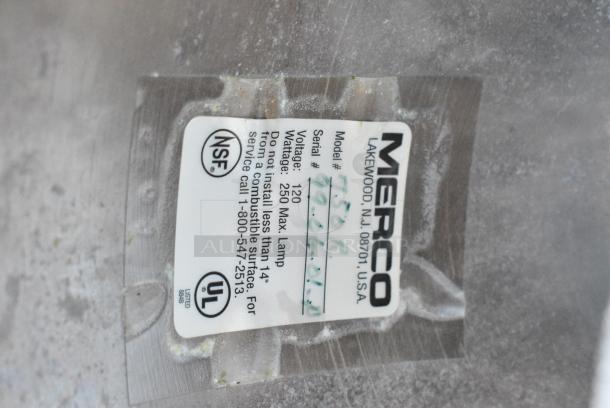 MERCO
LAKEWOOD, N.J. 08701, U.S.A.
Model #
Serial #
Voltage: 120
Wattage: 250 Max. Lamp
Do not install less than 14"
from a combustible surface. For
service call 1-800-547-2513.
NSF
UL
LISTED